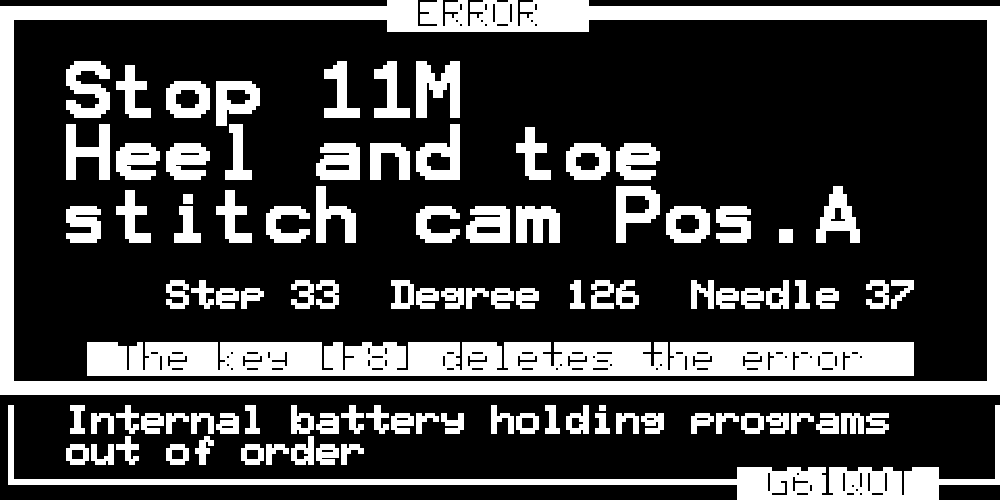 ERROR
Stop 11M
Heel and toe
stitch cam Pos.A
Step 33 Degree 126 Needle 37
The key [F8] deletes the error
Internal battery holding programs
out of order
G61QUT